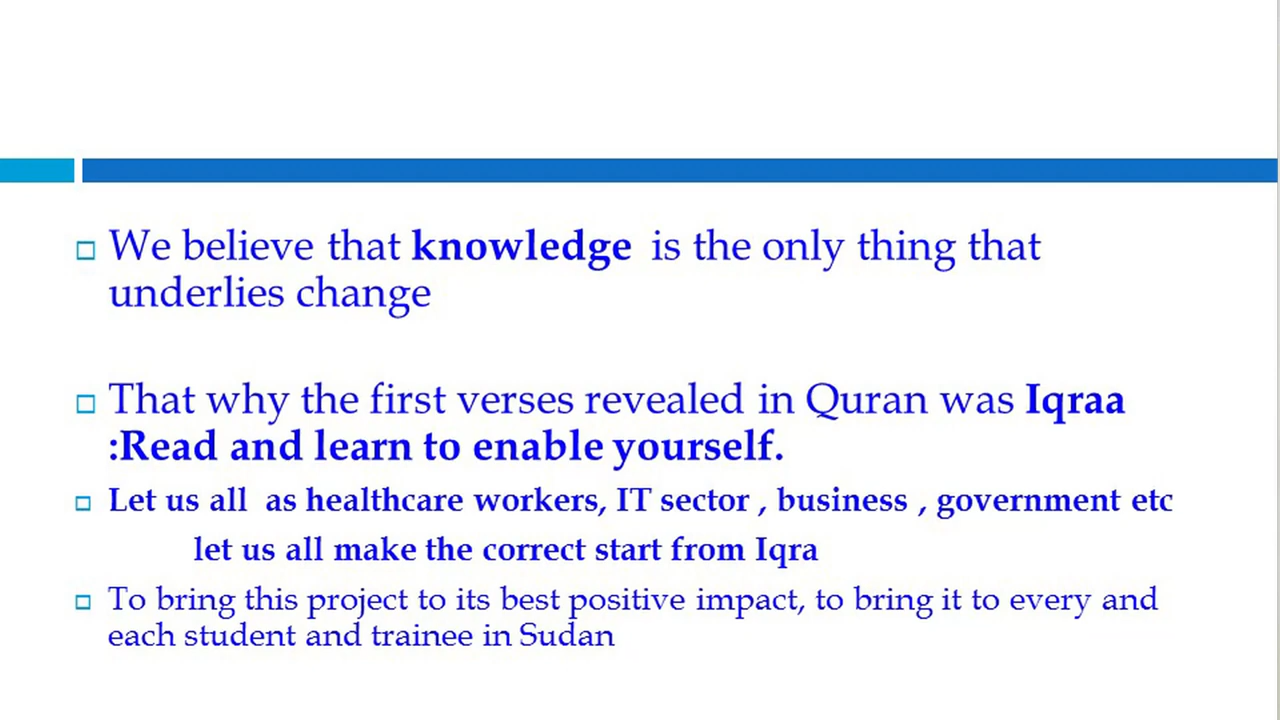 We believe that knowledge is the only thing that
underlies change
That why the first verses revealed in Quran was Iqraa
:Read and learn to enable yourself.
Let us all as healthcare workers, IT sector , business , government etc
let us all make the correct start from Iqra
To bring this project to its best positive impact, to bring it to every and
each student and trainee in Sudan